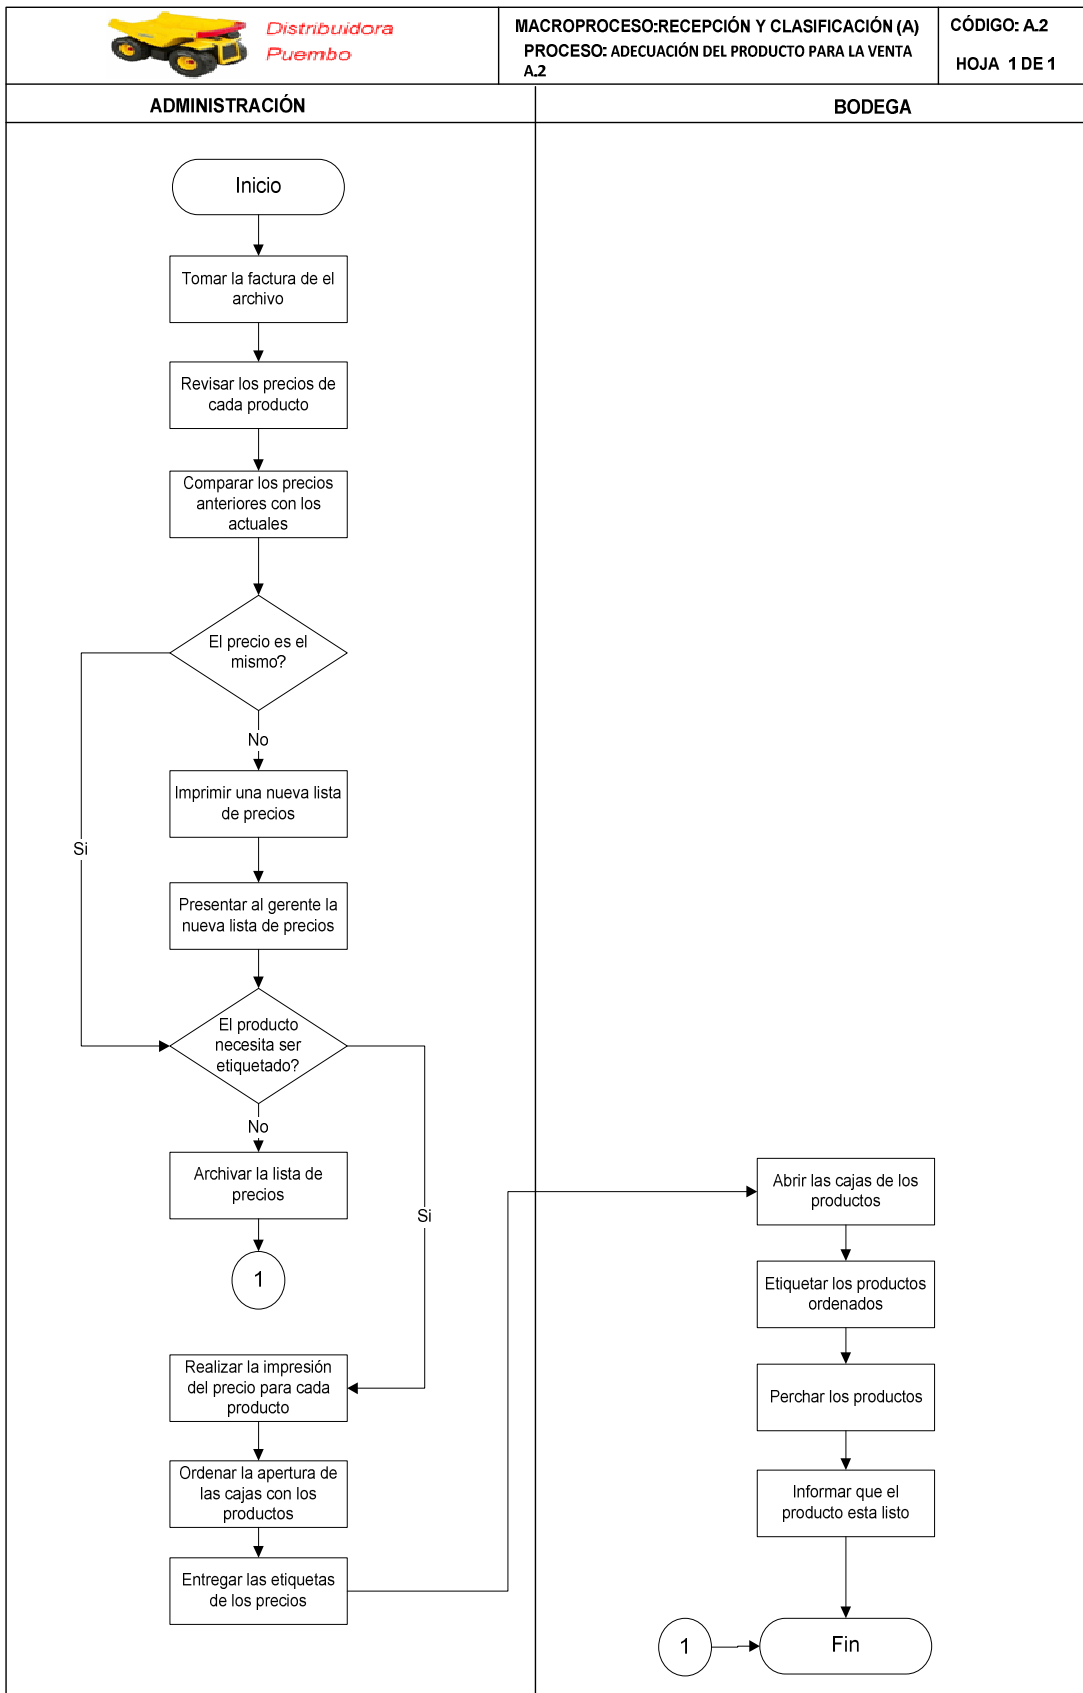 Distribuidora
Puembo
MACROPROCESO:RECEPCIÓN Y CLASIFICACIÓN (A)
PROCESO: ADECUACIÓN DEL PRODUCTO PARA LA VENTA
A.2
CÓDIGO: A.2
HOJA 1 DE 1
ADMINISTRACIÓN
BODEGA
Inicio
Tomar la factura de el
archivo
Revisar los precios de
cada producto
Comparar los precios
anteriores con los
actuales
El precio es el
mismo?
No
Imprimir una nueva lista
de precios
Si
Presentar al gerente la
nueva lista de precios
El producto
necesita ser
etiquetado?
No
Archivar la lista de
precios
Si
1
Realizar la impresión
del precio para cada
producto
Ordenar la apertura de
las cajas con los
productos
Entregar las etiquetas
de los precios
Abrir las cajas de los
productos
Etiquetar los productos
ordenados
Perchar los productos
Informar que el
producto esta listo
1
Fin